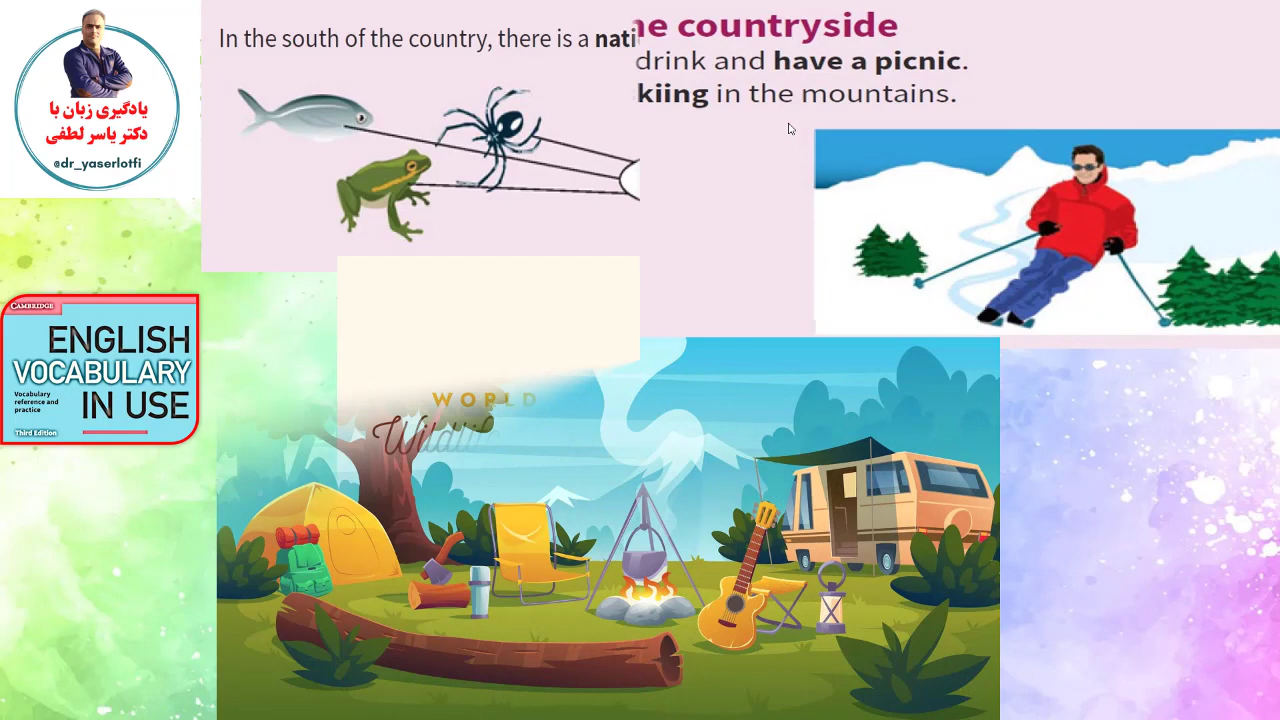 یادگیری زبان با
دکتر یاسر لطفی
@dr_yaserlotfi
In the south of the country, there is a nati
ne countryside
drink and have a picnic.
kiing in the mountains.
CAMBRIDGE
ENGLISH
VOCABULARY
IN USE
Vocabulary
reference and
practice
Third Edition
WORLD